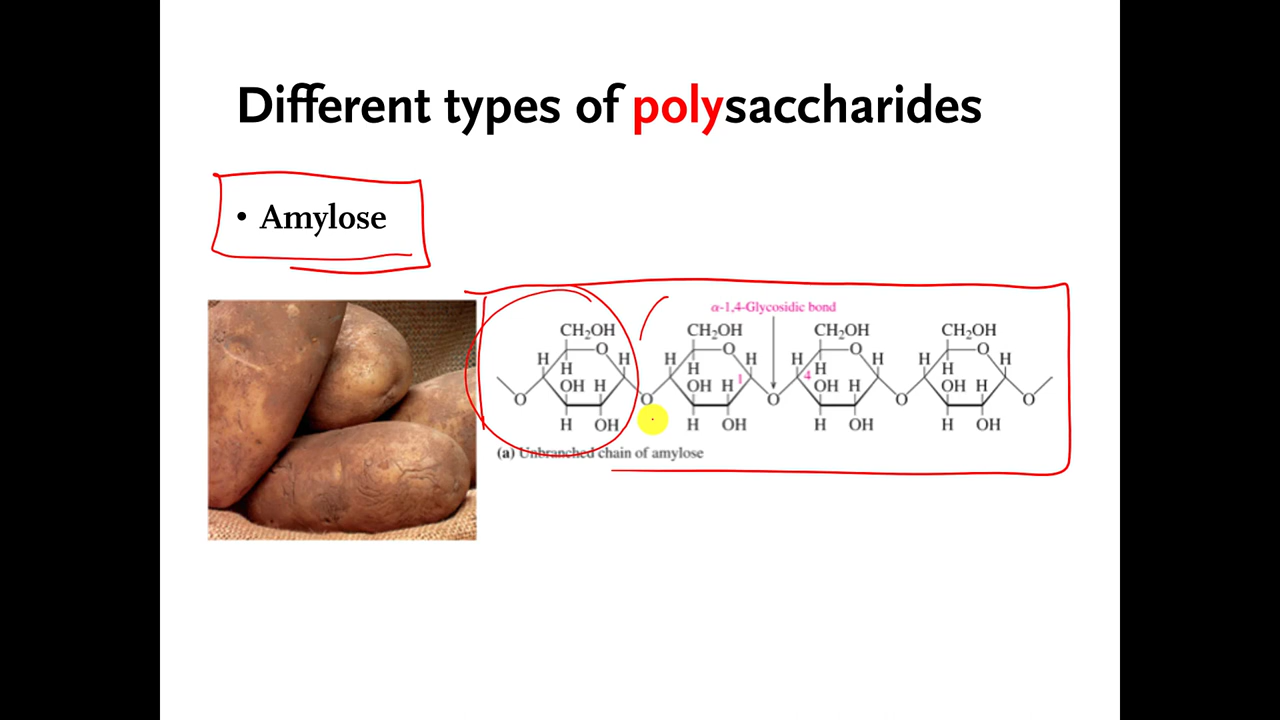 Different types of polysaccharides
• Amylose
α-1,4-Glycosidic bond
CH₂OH CH₂OH CH₂OH CH₂OH
O O O O
H H H H H H H H
H H H H
1 4
OH H OH H OH H OH H
O O O O O
H OH H OH H OH H OH
(a) Unbranched chain of amylose